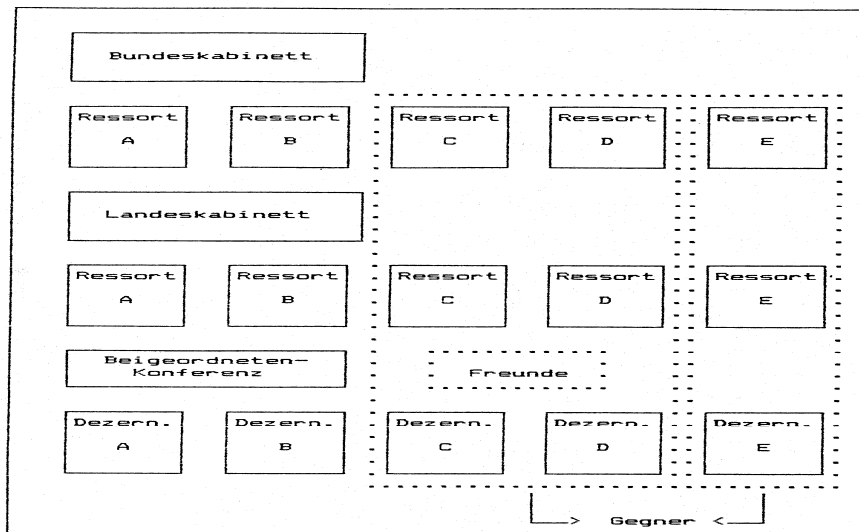 Bundeskabinett
Ressort Ressort Ressort Ressort Ressort
A B C D E
Landeskabinett
Ressort Ressort Ressort Ressort Ressort
A B C D E
Beigeordneten-
Konferenz
Freunde
Dezern. Dezern. Dezern. Dezern. Dezern.
A B C D E
> Gegner <